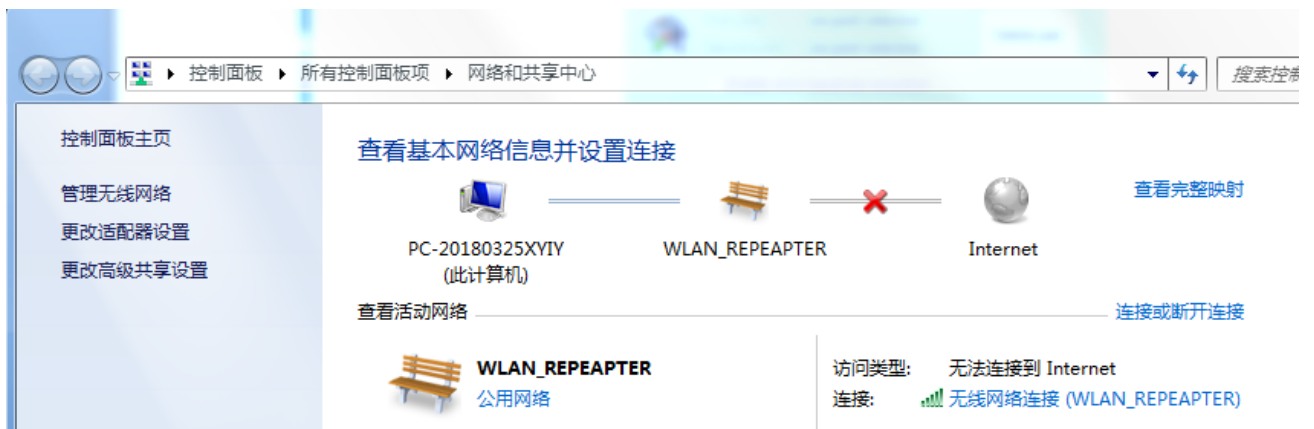 控制面板 所有控制面板项 网络和共享中心 搜索控制
控制面板主页
管理无线网络
更改适配器设置
更改高级共享设置
查看基本网络信息并设置连接
查看完整映射
PC-20180325XYIY
(此计算机)
WLAN_REPEAPTER
Internet
查看活动网络
连接或断开连接
WLAN_REPEAPTER
公用网络
访问类型: 无法连接到 Internet
连接: 无线网络连接 (WLAN_REPEAPTER)